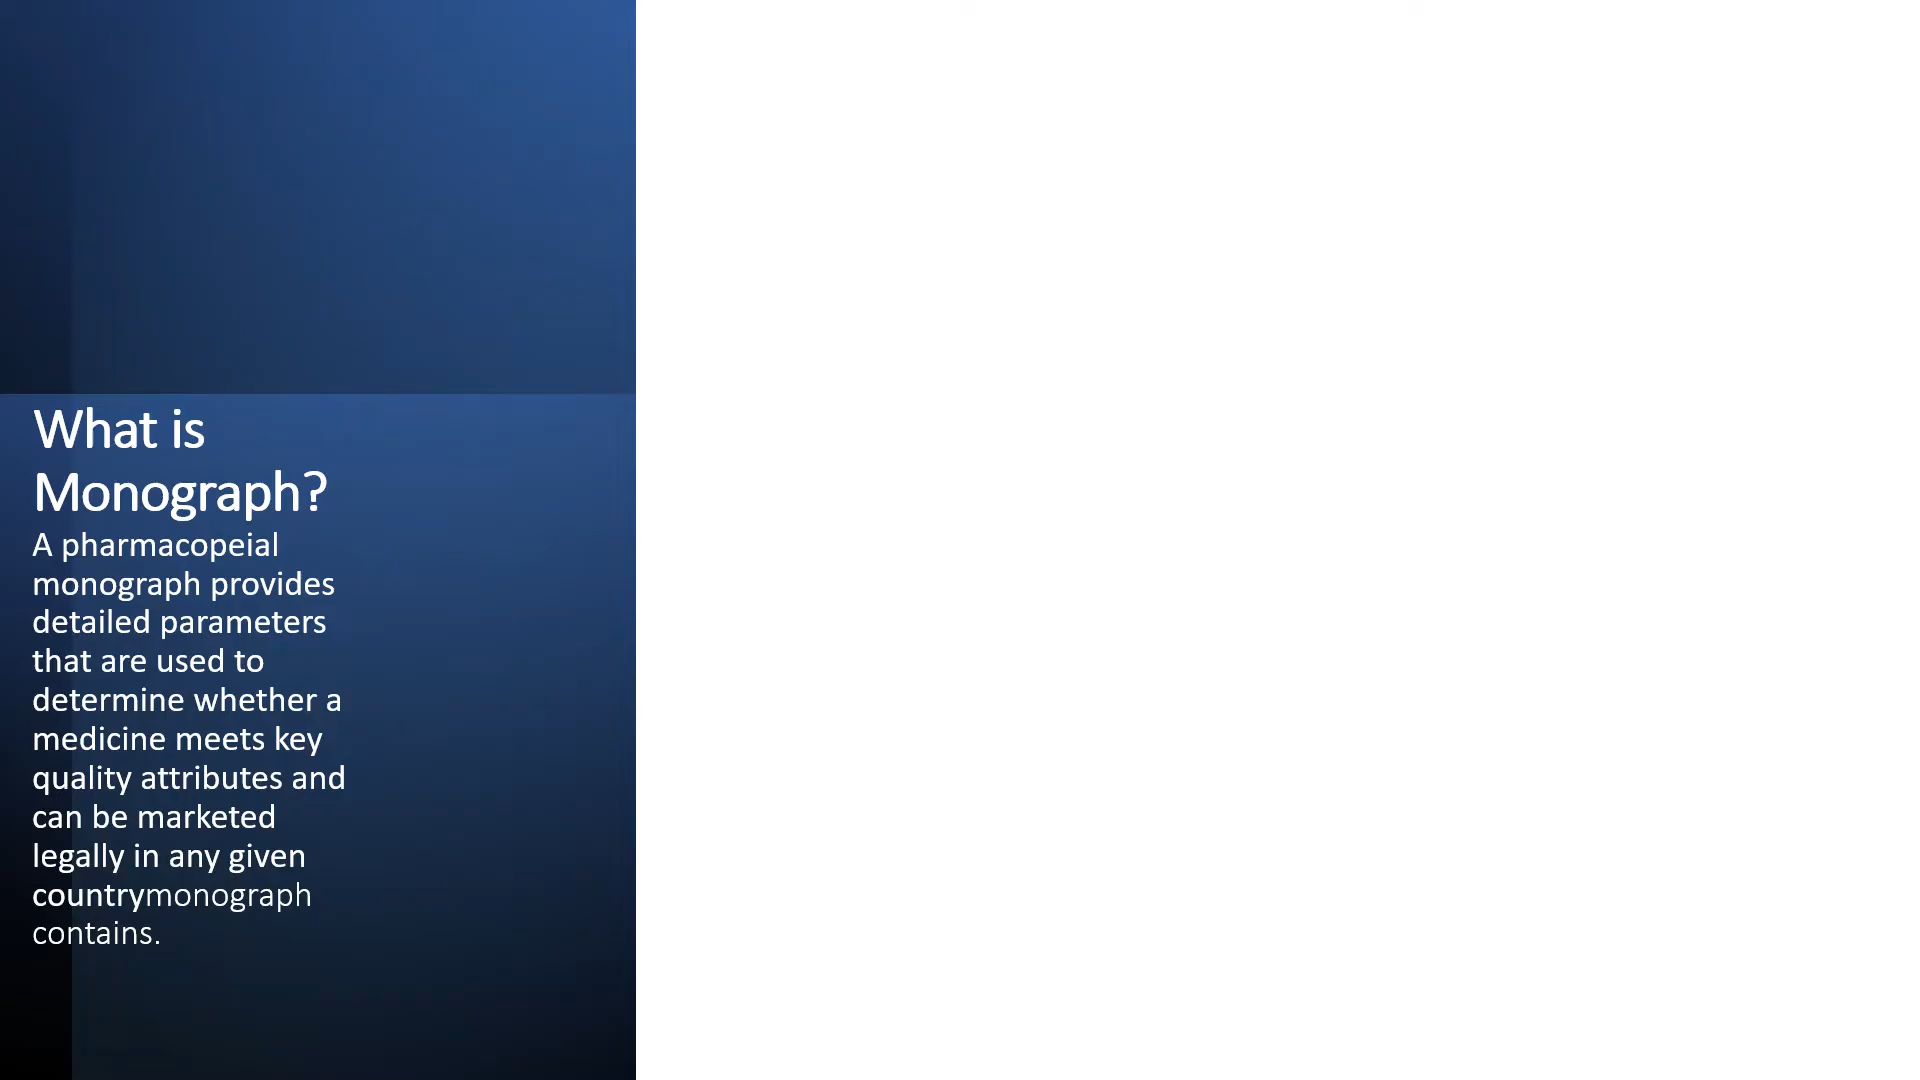 What is
Monograph?
A pharmacopeial
monograph provides
detailed parameters
that are used to
determine whether a
medicine meets key
quality attributes and
can be marketed
legally in any given
countrymonograph
contains.